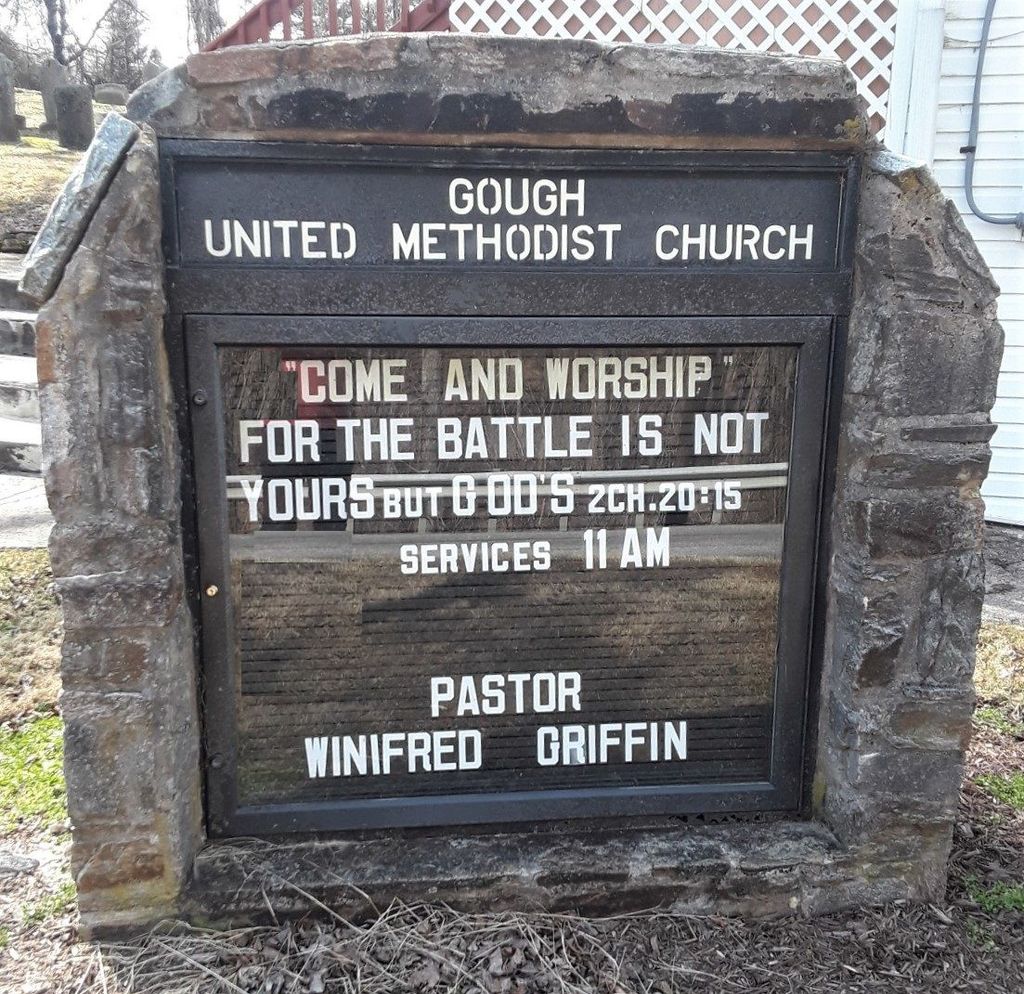 GOUGH
UNITED METHODIST CHURCH
"COME AND WORSHIP"
FOR THE BATTLE IS NOT
YOURS BUT GOD'S 2CH.20:15
SERVICES 11 AM
PASTOR
WINIFRED GRIFFIN